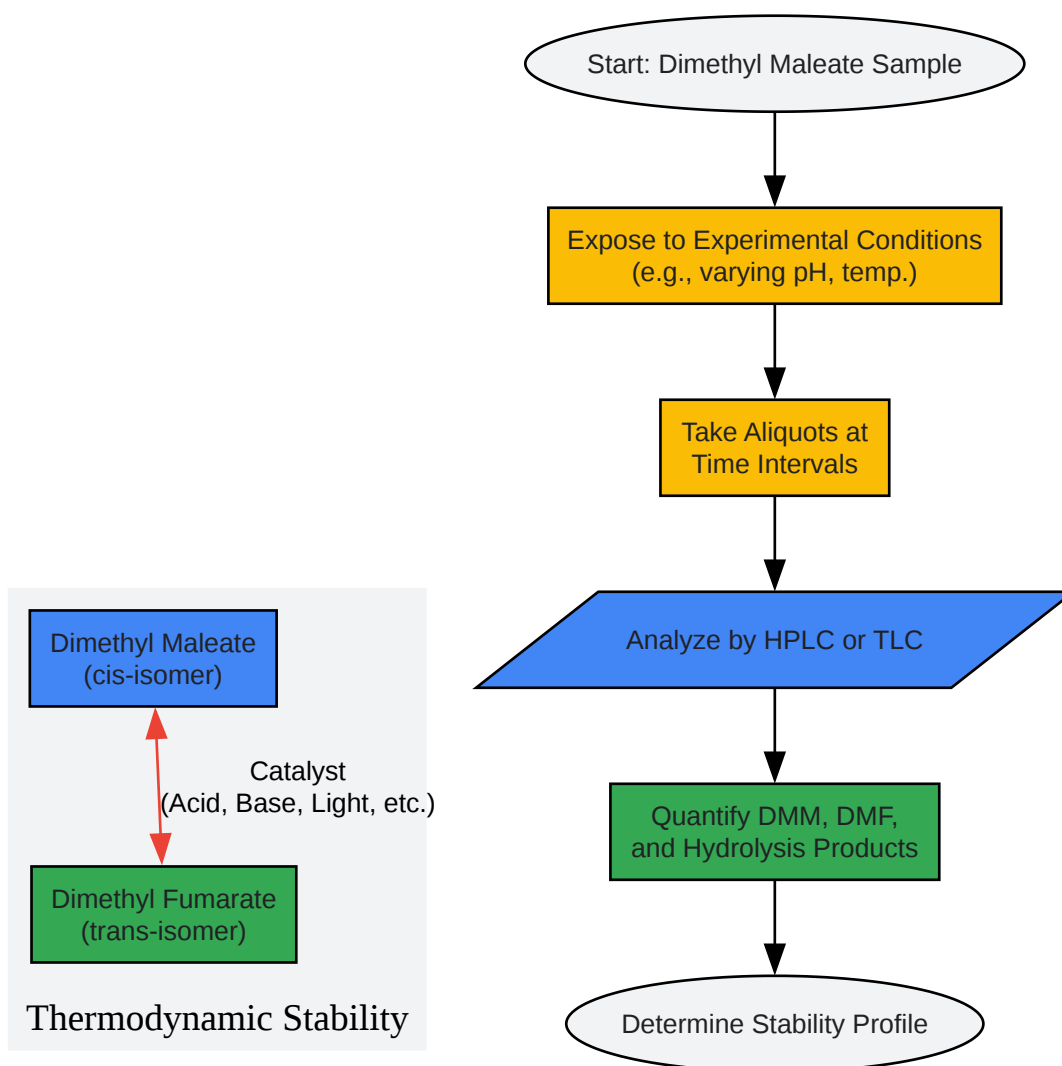 Start: Dimethyl Maleate Sample
Expose to Experimental Conditions
(e.g., varying pH, temp.)
Take Aliquots at
Time Intervals
Analyze by HPLC or TLC
Quantify DMM, DMF,
and Hydrolysis Products
Determine Stability Profile
Dimethyl Maleate
(cis-isomer)
Catalyst
(Acid, Base, Light, etc.)
Dimethyl Fumarate
(trans-isomer)
Thermodynamic Stability